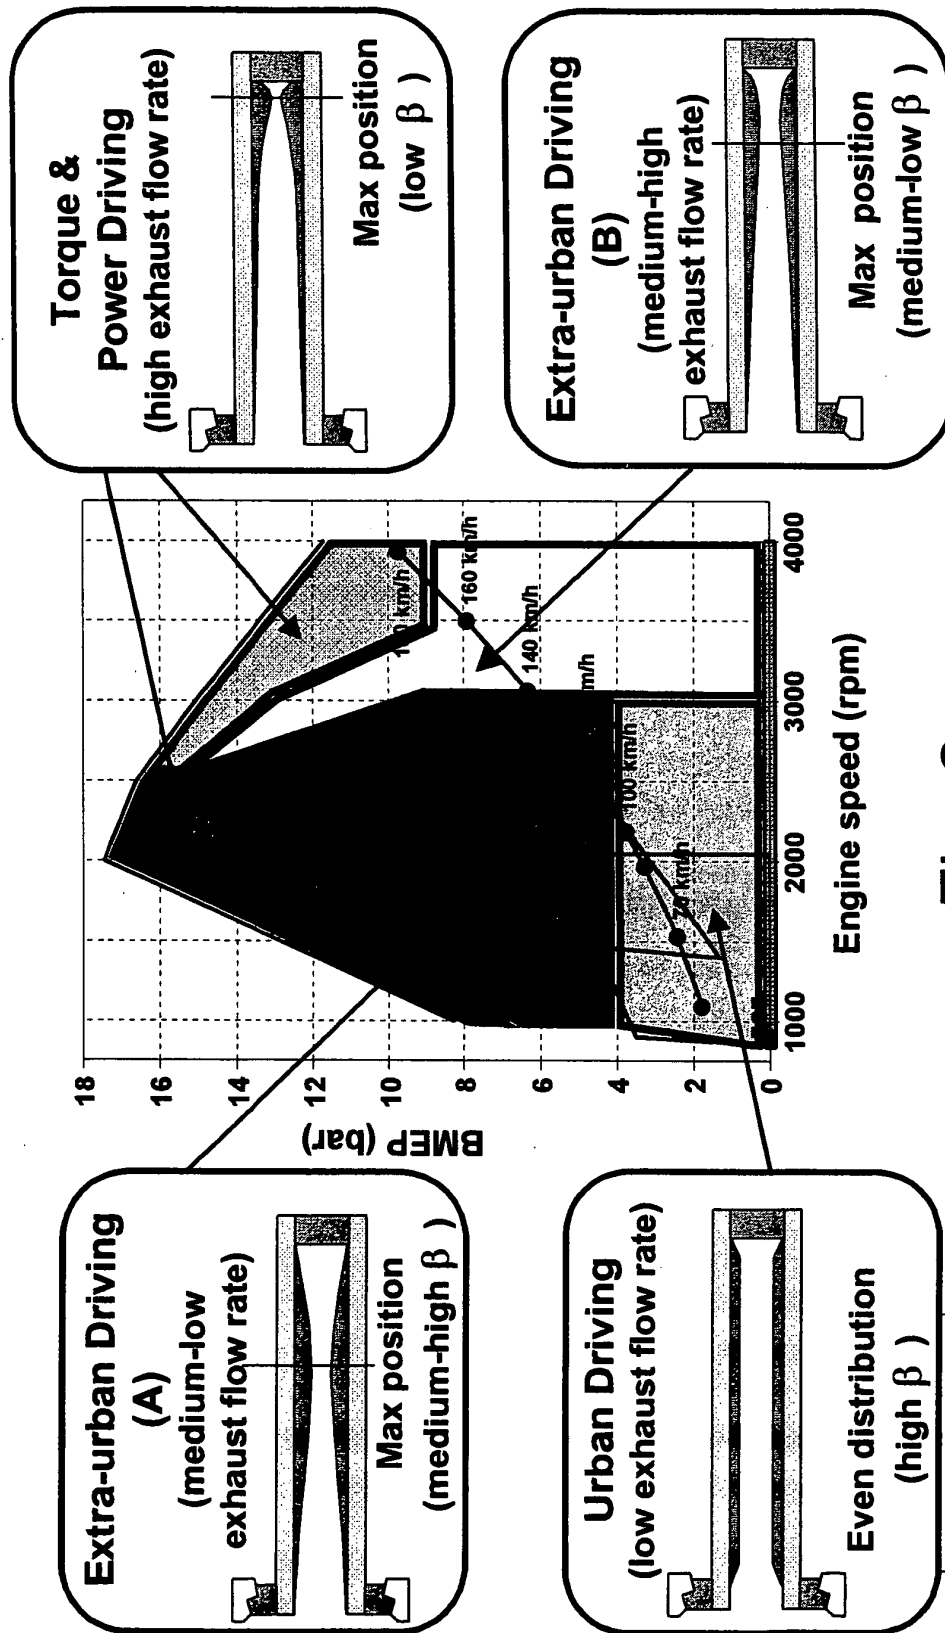 Extra-urban Driving
(A)
(medium-low
exhaust flow rate)
Max position
(medium-high β )
Torque &
Power Driving
(high exhaust flow rate)
Max position
(low β )
Urban Driving
(low exhaust flow rate)
Even distribution
(high β )
Extra-urban Driving
(B)
(medium-high
exhaust flow rate)
Max position
(medium-low β )
BMEP (bar)
18
16
14
12
10
8
6
4
2
0
km/h
160 km/h
140 km/h
m/h
100 km/h
km/h
1000
2000
3000
4000
Engine speed (rpm)